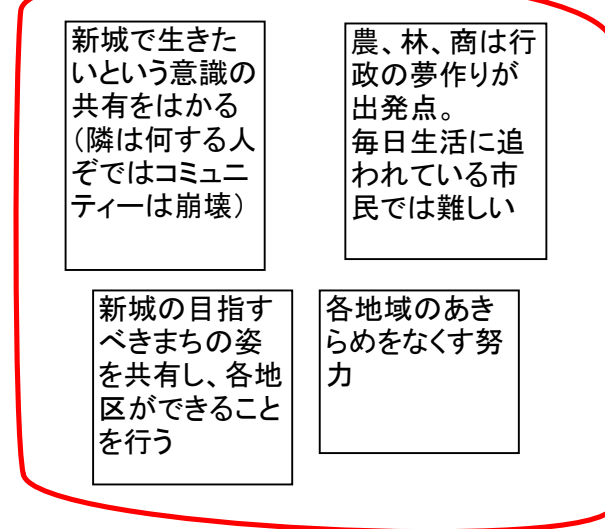 新城で生きた
いという意識の
共有をはかる
（隣は何する人
ぞではコミュニ
ティーは崩壊）
農、林、商は行
政の夢作りが
出発点。
毎日生活に追
われている市
民では難しい
新城の目指す
べきまちの姿
を共有し、各地
区ができること
を行う
各地域のあき
らめをなくす努
力